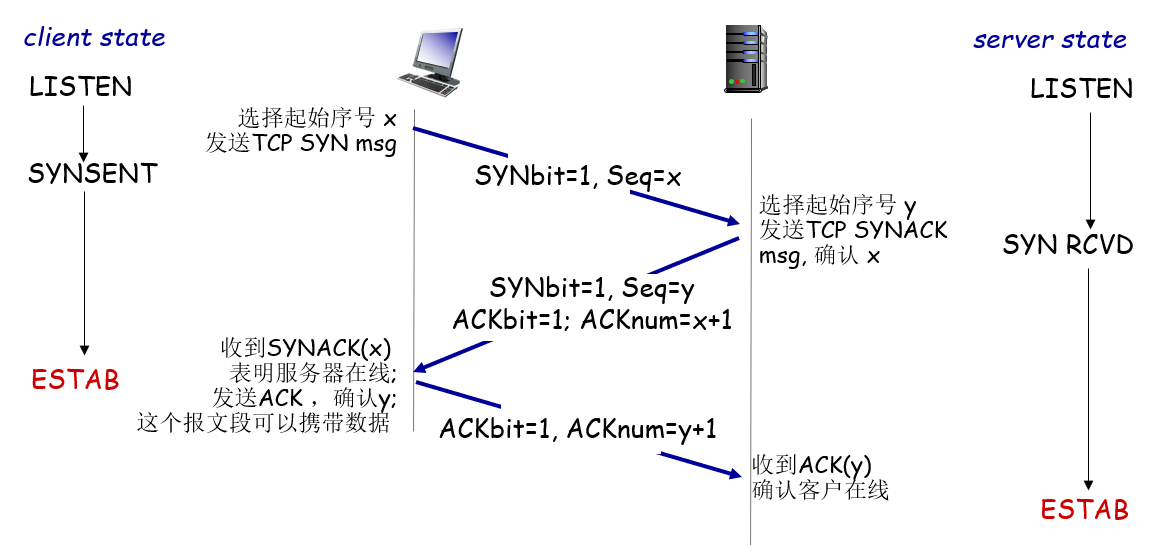 client state
server state
LISTEN
LISTEN
选择起始序号 x
发送TCP SYN msg
SYNSENT
SYNbit=1, Seq=x
选择起始序号 y
发送TCP SYNACK
msg, 确认 x
SYN RCVD
SYNbit=1, Seq=y
ACKbit=1; ACKnum=x+1
收到SYNACK(x)
表明服务器在线;
发送ACK ，确认y;
这个报文段可以携带数据
ESTAB
ACKbit=1, ACKnum=y+1
收到ACK(y)
确认客户在线
ESTAB